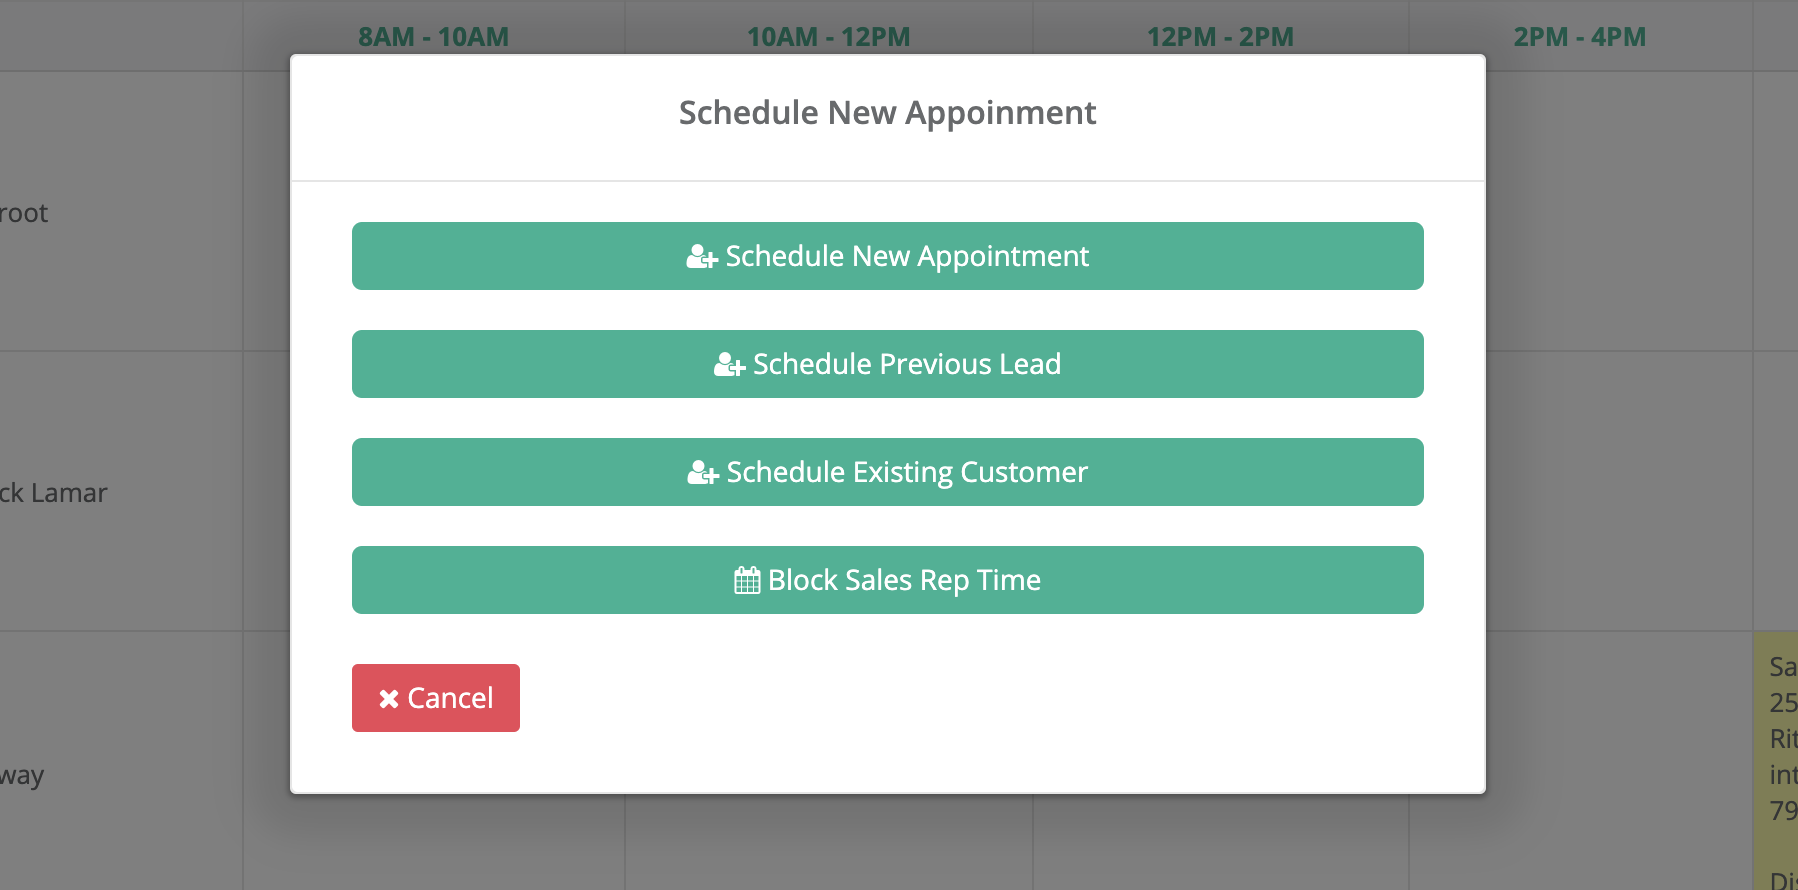 8AM - 10AM 10AM - 12PM 12PM - 2PM 2PM - 4PM
Schedule New Appoinment
root
Schedule New Appointment
Schedule Previous Lead
ck Lamar
Schedule Existing Customer
Block Sales Rep Time
Cancel
way
Sa
25
Rit
int
79
Dis